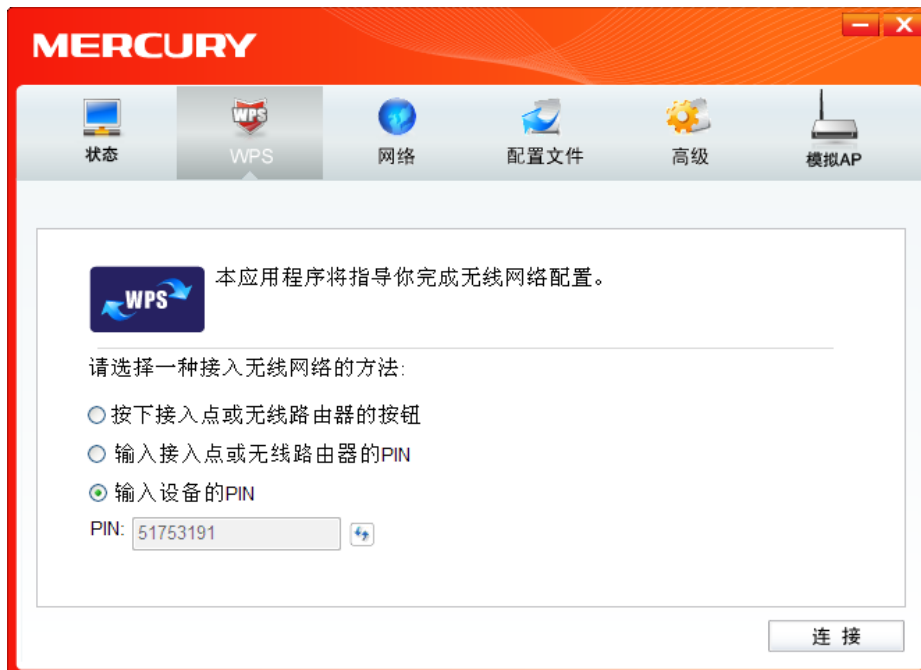 MERCURY
状态
WPS
WPS
网络
配置文件
高级
模拟AP
WPS
本应用程序将指导你完成无线网络配置。
请选择一种接入无线网络的方法:
按下接入点或无线路由器的按钮
输入接入点或无线路由器的PIN
输入设备的PIN
PIN: 51753191
连 接